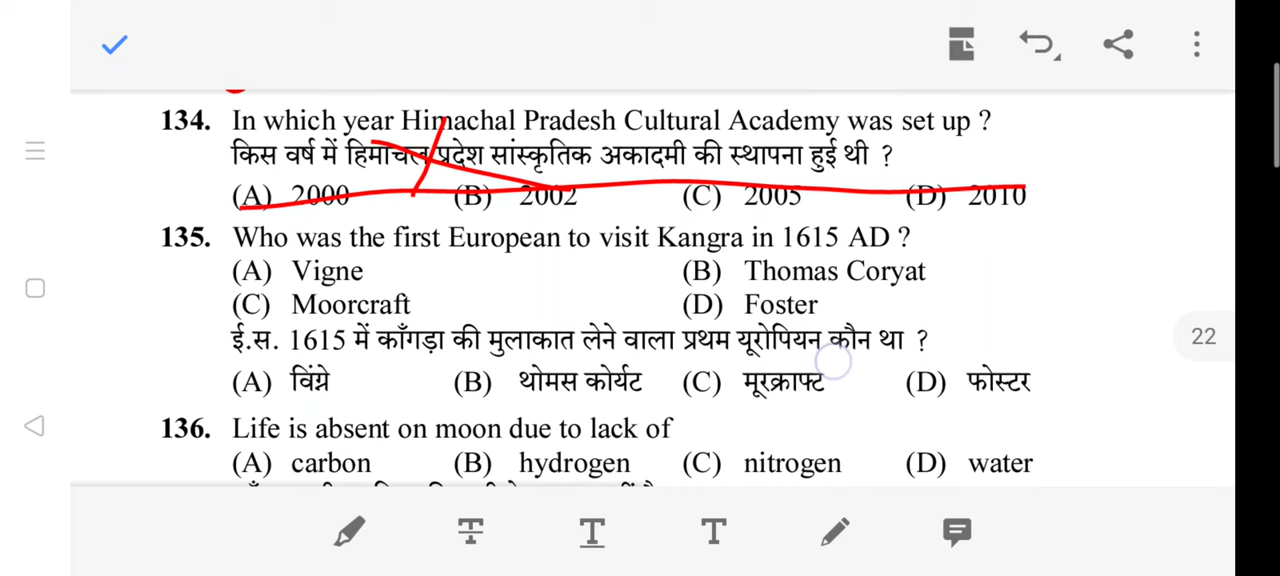 134. In which year Himachal Pradesh Cultural Academy was set up ?
किस वर्ष में हिमाचल प्रदेश सांस्कृतिक अकादमी की स्थापना हुई थी ?
(A) 2000 (B) 2002 (C) 2005 (D) 2010
135. Who was the first European to visit Kangra in 1615 AD ?
(A) Vigne (B) Thomas Coryat
(C) Moorcraft (D) Foster
ई.स. 1615 में काँगड़ा की मुलाकात लेने वाला प्रथम यूरोपियन कौन था ?
(A) विंग्ने (B) थोमस कोर्यट (C) मूरक्राफ्ट (D) फोस्टर
22
136. Life is absent on moon due to lack of
(A) carbon (B) hydrogen (C) nitrogen (D) water
T T T